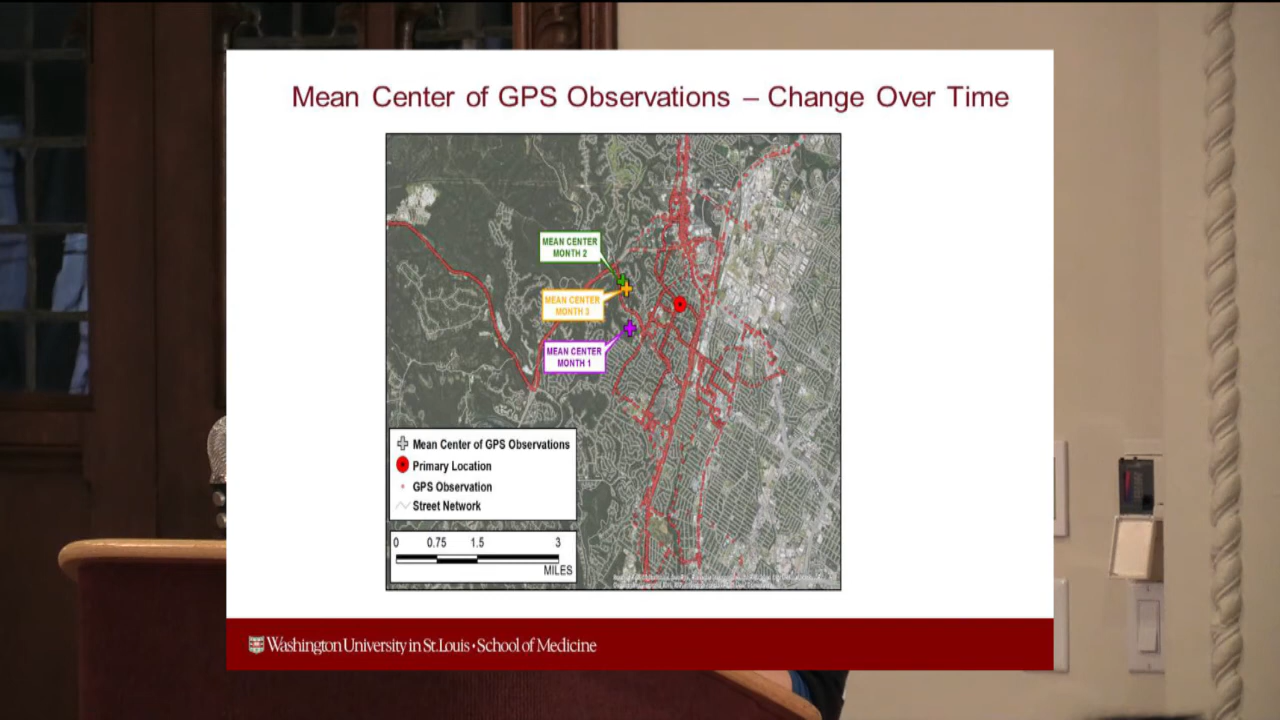 Mean Center of GPS Observations – Change Over Time
MEAN CENTER
MONTH 2
MEAN CENTER
MONTH 3
MEAN CENTER
MONTH 1
Mean Center of GPS Observations
Primary Location
GPS Observation
Street Network
0 0.75 1.5 3
MILES
Washington University in St. Louis • School of Medicine